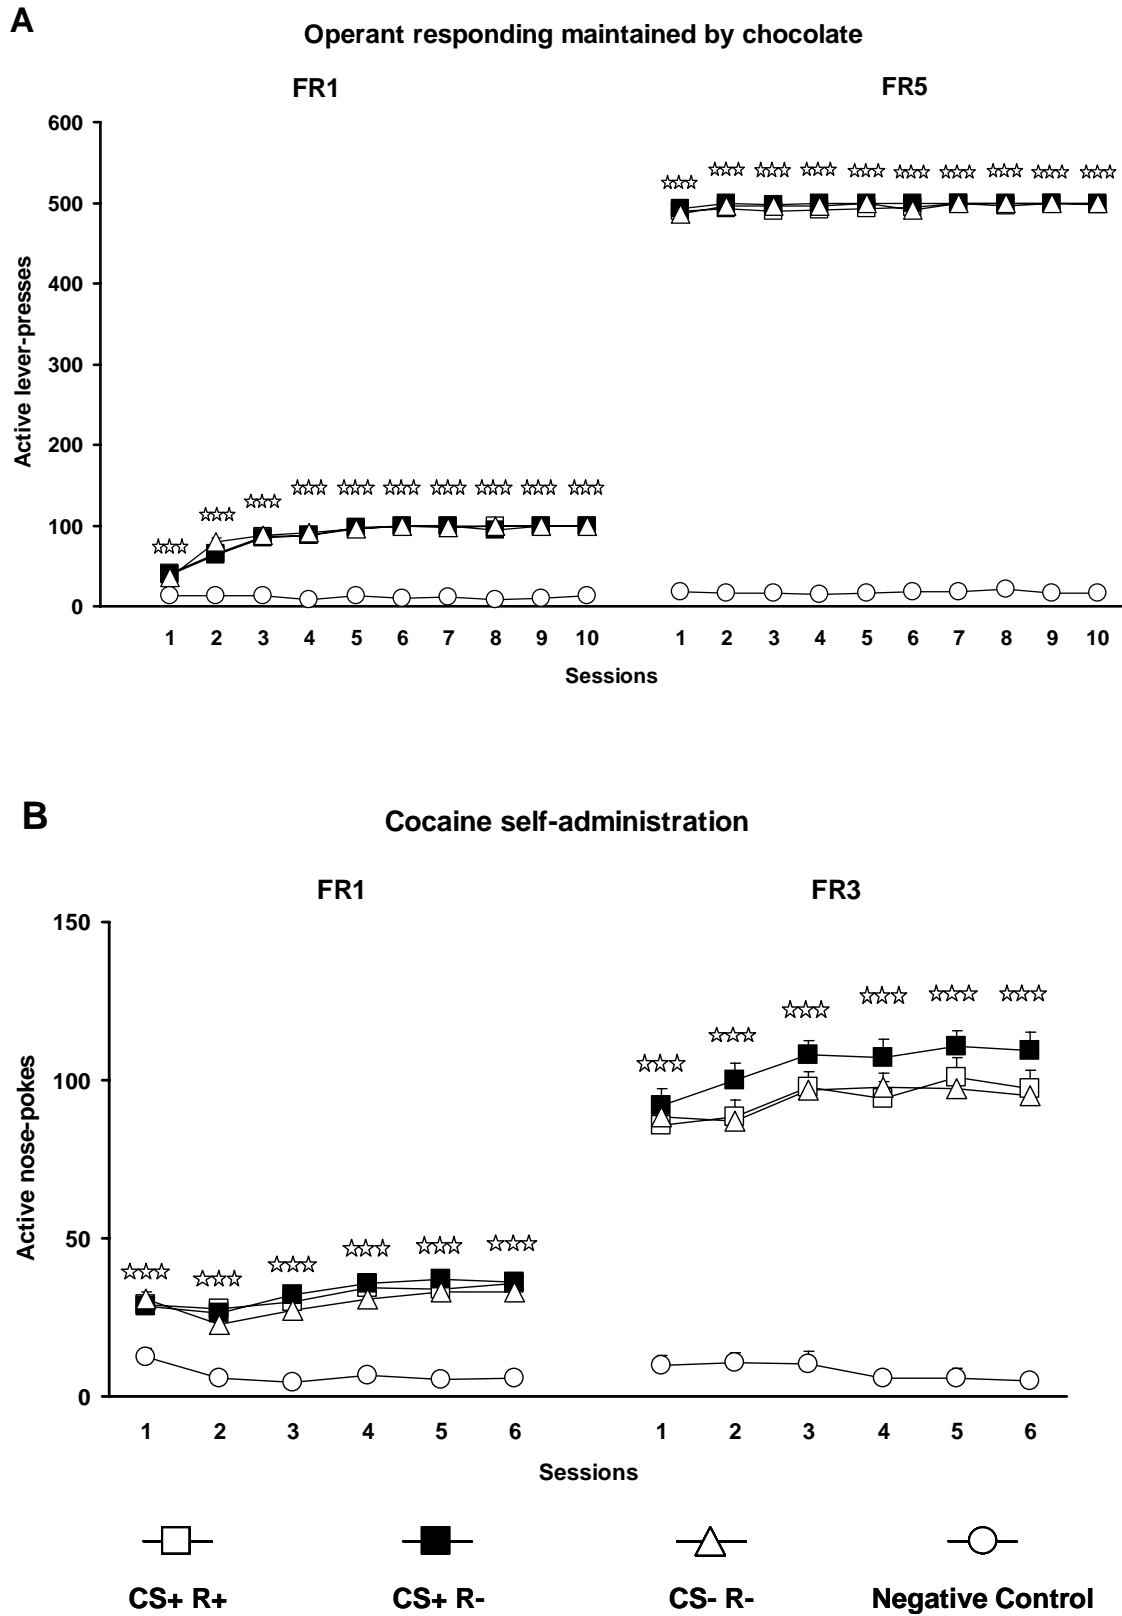 A
Operant responding maintained by chocolate
FR1 FR5
600
500
400
300
200
100
0
Active lever-presses
1 2 3 4 5 6 7 8 9 10 1 2 3 4 5 6 7 8 9 10
Sessions
B
Cocaine self-administration
FR1 FR3
150
100
50
0
Active nose-pokes
1 2 3 4 5 6 1 2 3 4 5 6
Sessions
CS+ R+ CS+ R- CS- R- Negative Control